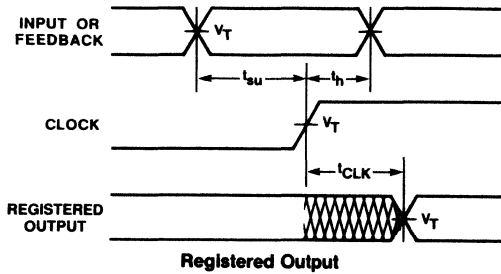 INPUT OR
FEEDBACK
VT
tsu
th
CLOCK
VT
tCLK
REGISTERED
OUTPUT
VT
Registered Output